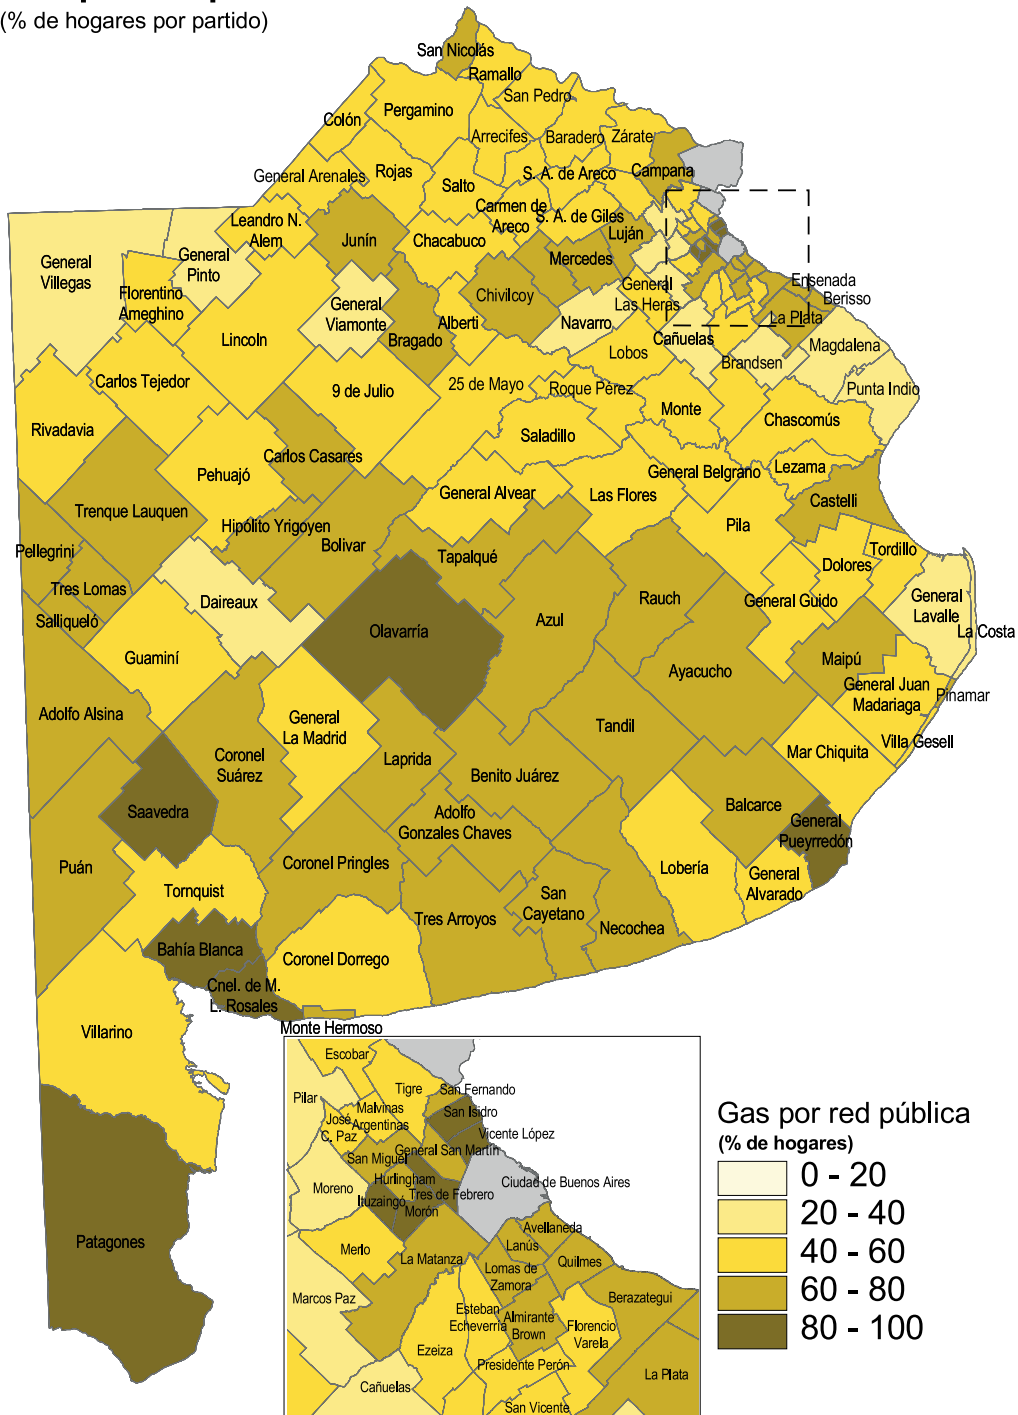 (% de hogares por partido)
San Nicolás
Ramallo
San Pedro
Pergamino
Colón
Arrecifes
Baradero
Zárate
General Arenales
Rojas
Salto
S. A. de Areco
Campana
Leandro N.
Alem
Carmen de
Areco
S. A. de Giles
Luján
Junín
Chacabuco
Mercedes
General
Villegas
General
Pinto
Florentino
Ameghino
General
Viamonte
Chivilcoy
General
Las Heras
Ensenada
Berisso
La Plata
Lincoln
Bragado
Alberti
Navarro
Cañuelas
Lobos
Brandsen
Magdalena
Punta Indio
Carlos Tejedor
9 de Julio
25 de Mayo
Roque Pérez
Monte
Chascomús
Rivadavia
Saladillo
Carlos Casares
Pehuajó
General Belgrano
Lezama
General Alvear
Las Flores
Castelli
Trenque Lauquen
Hipólito Yrigoyen
Pila
Bolivar
Pellegrini
Tapalqué
Dolores
Tordillo
Tres Lomas
Daireaux
Rauch
General Guido
General
Lavalle
La Costa
Salliqueló
Olavarría
Azul
Guaminí
Ayacucho
Maipú
General Juan
Madariaga
Pinamar
Adolfo Alsina
General
La Madrid
Tandil
Villa Gesell
Mar Chiquita
Coronel
Suárez
Laprida
Benito Juárez
Saavedra
Adolfo
Gonzales Chaves
Balcarce
General
Pueyrredón
Puán
Coronel Pringles
Lobería
General
Alvarado
Tornquist
San
Cayetano
Tres Arroyos
Necochea
Bahía Blanca
Coronel Dorrego
Cnel. de M.
L. Rosales
Monte Hermoso
Villarino
Patagones
Escobar
Pilar
Tigre
San Fernando
Malvinas
Argentinas
José
C. Paz
San Isidro
Vicente López
General San Martín
San Miguel
Hurlingham
Moreno
Ituzaingó
Tres de Febrero
Morón
Ciudad de Buenos Aires
Avellaneda
Merlo
La Matanza
Lanús
Quilmes
Lomas de
Zamora
Marcos Paz
Berazategui
Esteban
Echeverría
Almirante
Brown
Florencio
Varela
Ezeiza
Presidente Perón
La Plata
Cañuelas
San Vicente
Gas por red pública
(% de hogares)
0 - 20
20 - 40
40 - 60
60 - 80
80 - 100